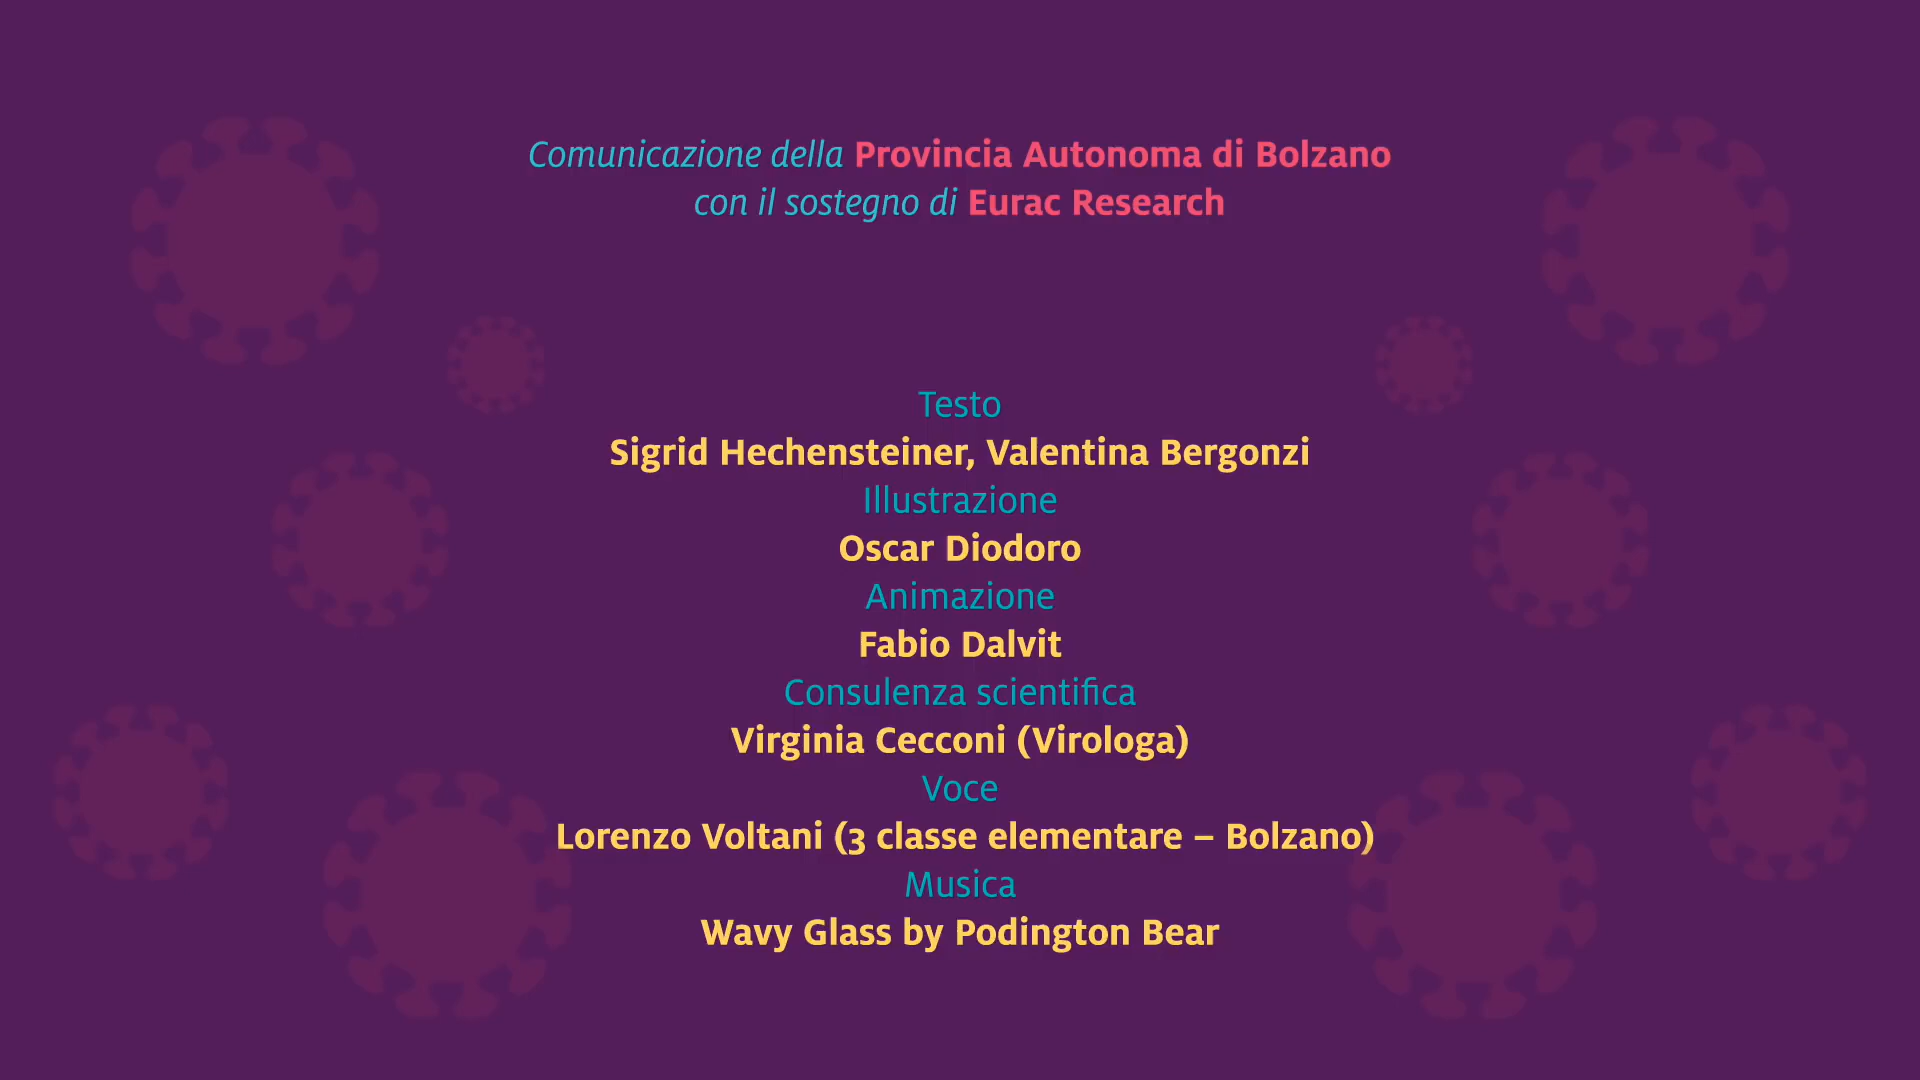 Comunicazione della Provincia Autonoma di Bolzano
con il sostegno di Eurac Research
Testo
Sigrid Hechensteiner, Valentina Bergonzi
Illustrazione
Oscar Diodoro
Animazione
Fabio Dalvit
Consulenza scientifica
Virginia Cecconi (Virologa)
Voce
Lorenzo Voltani (3 classe elementare – Bolzano)
Musica
Wavy Glass by Podington Bear